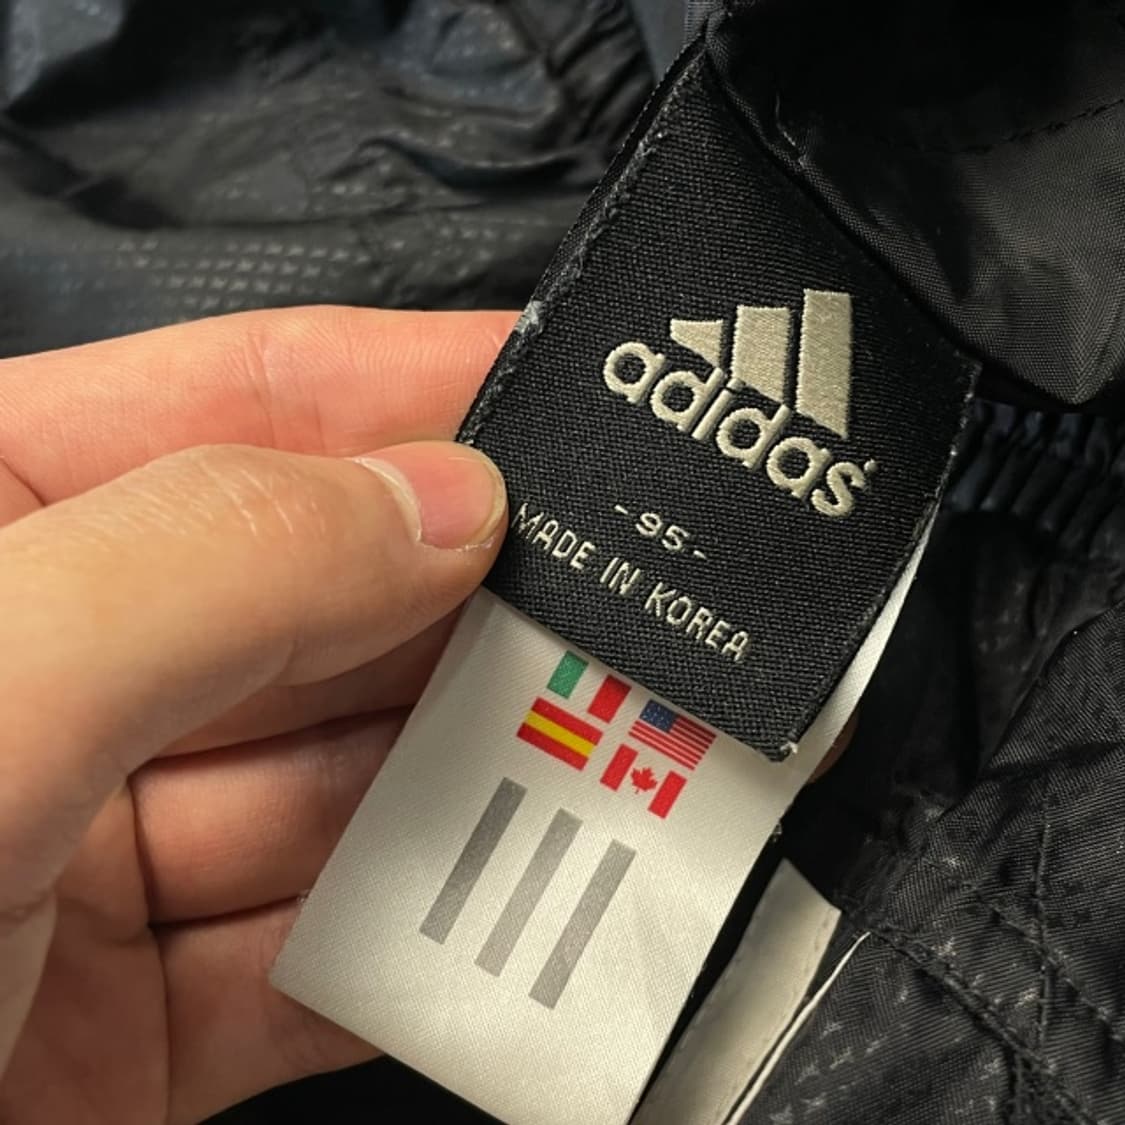 adidas
-95-
MADE IN KOREA